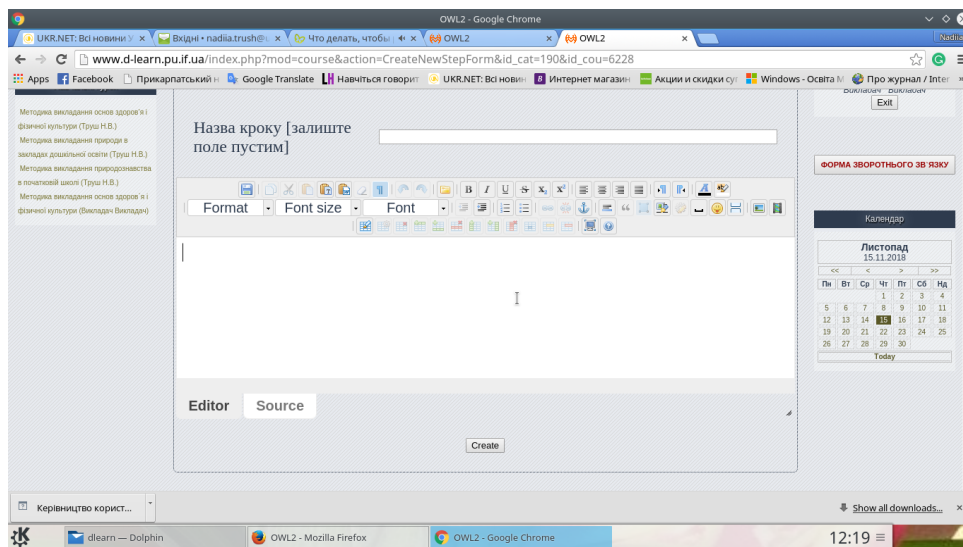 OWL2 - Google Chrome
UKR.NET: Всі новини У
Вхідні • nadiia.trush@
Что делать, чтобы
OWL2
OWL2
Nadiia
www.d-learn.pu.if.ua/index.php?mod=course&action=CreateNewStepForm&id_cat=190&id_cou=6228
Apps Facebook Прикарпатський н Google Translate Навчіться говорит UKR.NET: Всі новин Интернет магазин Акции и скидки суп Windows - Освіта М Про журнал / Inter »
Методика викладання основ здоров'я і
фізичної культури (Труш Н.В.)
Методика викладання природи в
закладах дошкільної освіти (Труш Н.В.)
Методика викладання природознавства
в початковій школі (Труш Н.В.)
Методика викладання основ здоров`я і
фізичної культури (Викладач Викладач)
Назва кроку [залиште
поле пустим]
Format Font size Font
Editor Source
Create
Викладач Викладач
Exit
ФОРМА ЗВОРОТНЬОГО ЗВ`ЯЗКУ
Календар
Листопад
15.11.2018
<< < > >>
Пн Вт Ср Чт Пт Сб Нд
1 2 3 4
5 6 7 8 9 10 11
12 13 14 15 16 17 18
19 20 21 22 23 24 25
26 27 28 29 30
Today
Керівництво корист...
Show all downloads...
dlearn — Dolphin
OWL2 - Mozilla Firefox
OWL2 - Google Chrome
12:19